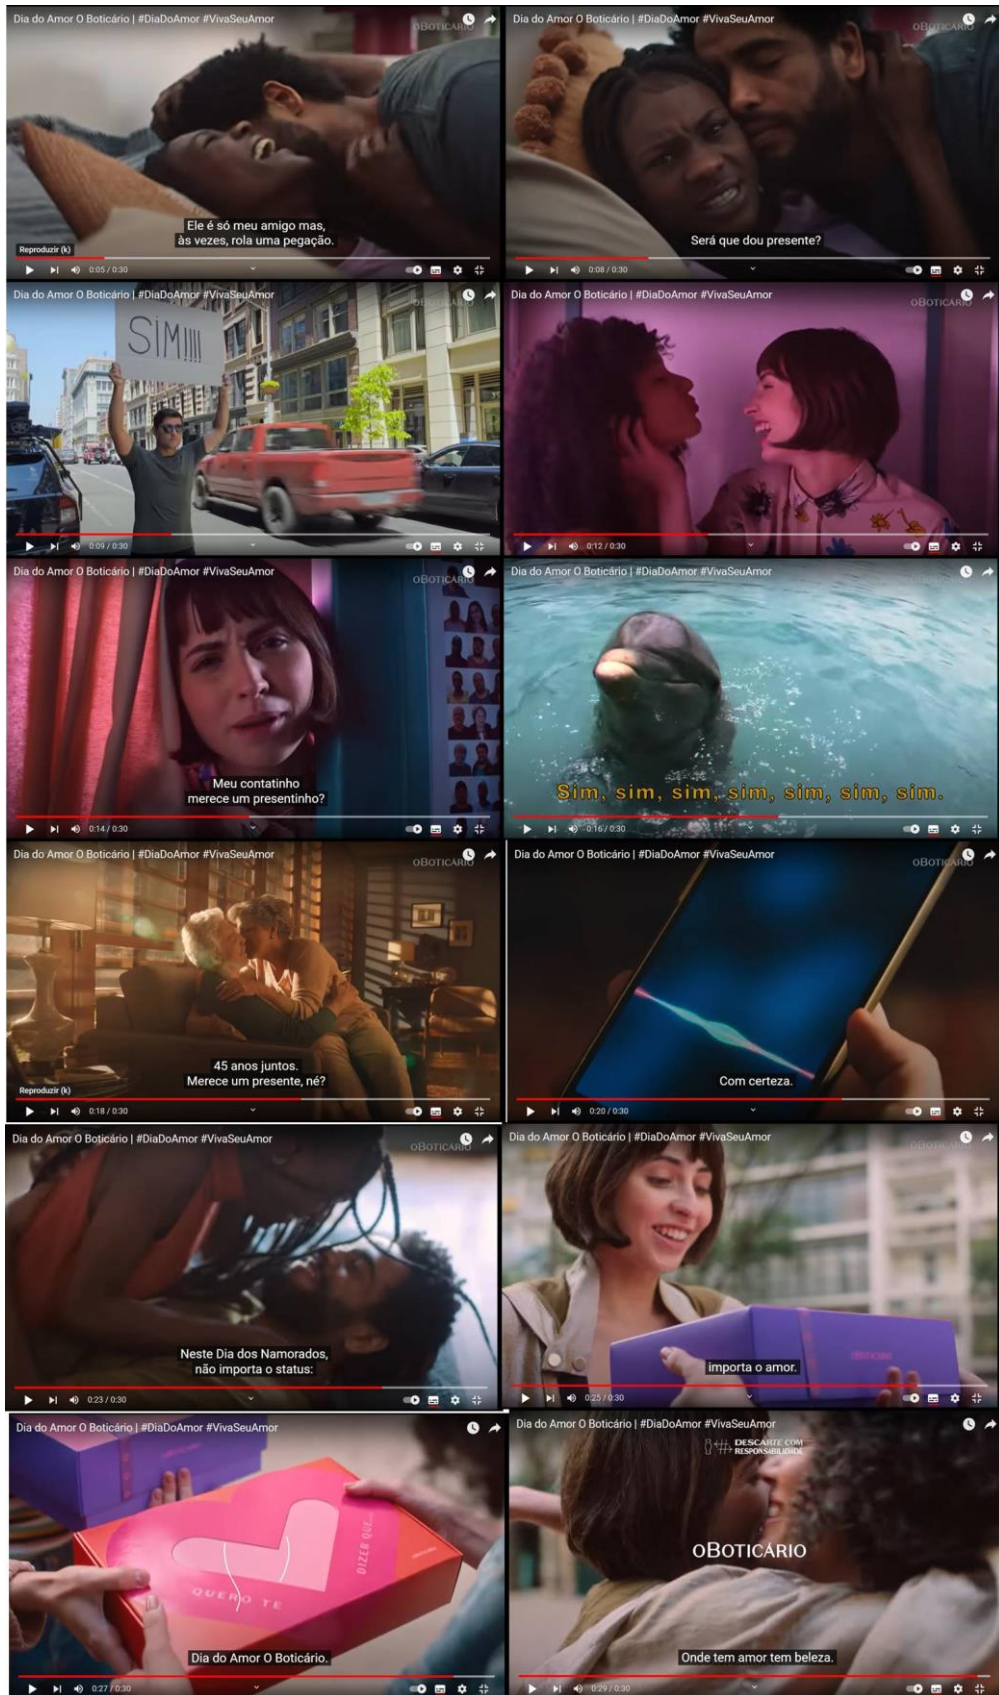 Dia do Amor O Boticário | #DiaDoAmor #VivaSeuAmor
oBOTICÁRIO
Ele é só meu amigo mas,
às vezes, rola uma pegação.
Reproduzir (k)
0:05 / 0:30
Dia do Amor O Boticário | #DiaDoAmor #VivaSeuAmor
oBOTICÁRIO
Será que dou presente?
0:08 / 0:30
Dia do Amor O Boticário | #DiaDoAmor #VivaSeuAmor
SIM!!!!
0:09 / 0:30
Dia do Amor O Boticário | #DiaDoAmor #VivaSeuAmor
oBOTICÁRIO
0:12 / 0:30
Dia do Amor O Boticário | #DiaDoAmor #VivaSeuAmor
oBOTICÁRIO
Meu contatinho
merece um presentinho?
0:14 / 0:30
Dia do Amor O Boticário | #DiaDoAmor #VivaSeuAmor
oBOTICÁRIO
Sim, sim, sim, sim, sim, sim, sim.
0:16 / 0:30
Dia do Amor O Boticário | #DiaDoAmor #VivaSeuAmor
oBOTICÁRIO
45 anos juntos.
Merece um presente, né?
Reproduzir (k)
0:18 / 0:30
Dia do Amor O Boticário | #DiaDoAmor #VivaSeuAmor
oBOTICÁRIO
Com certeza.
0:20 / 0:30
Dia do Amor O Boticário | #DiaDoAmor #VivaSeuAmor
oBOTICÁRIO
Neste Dia dos Namorados,
não importa o status:
0:23 / 0:30
Dia do Amor O Boticário | #DiaDoAmor #VivaSeuAmor
oBOTICÁRIO
importa o amor.
0:25 / 0:30
Dia do Amor O Boticário | #DiaDoAmor #VivaSeuAmor
DIZER QUE...
QUERO TE
Dia do Amor O Boticário.
0:27 / 0:30
Dia do Amor O Boticário | #DiaDoAmor #VivaSeuAmor
DESCARTE COM
RESPONSABILIDADE
oBOTICÁRIO
Onde tem amor tem beleza.
0:29 / 0:30